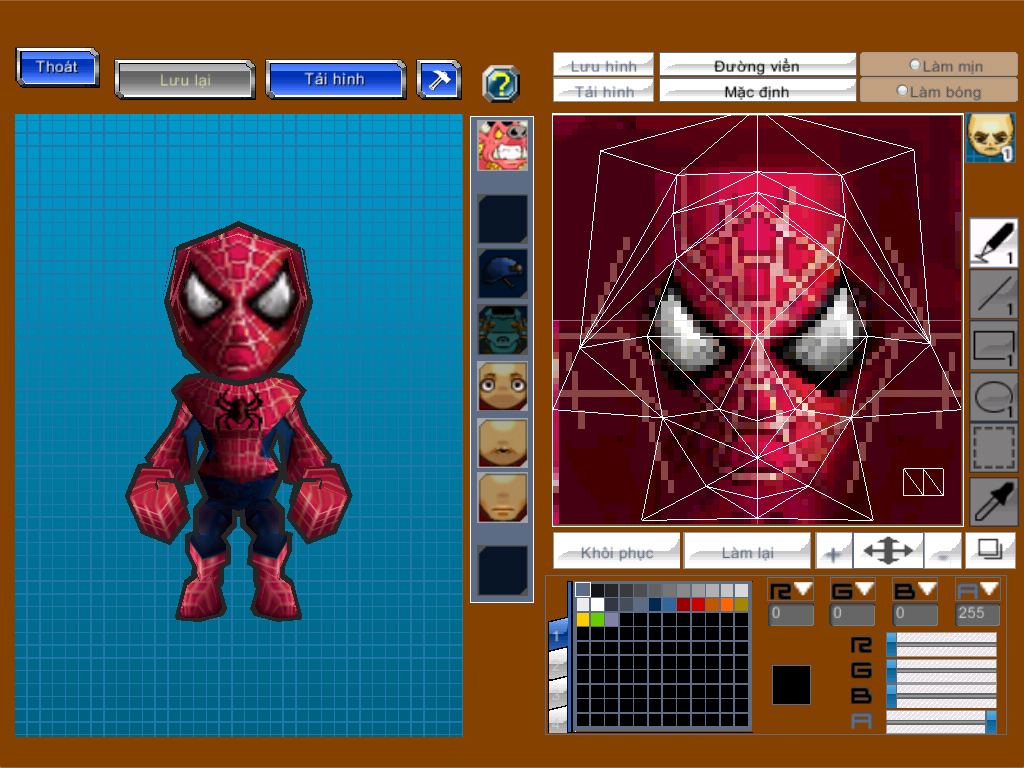 Thoát
Lưu lại
Tải hình
?
Lưu hình
Đường viền
Làm mịn
Tải hình
Mặc định
Làm bóng
1
1
1
1
1
Khôi phục
Làm lại
+
-
R
G
B
A
0
0
0
255
1
R
G
B
A